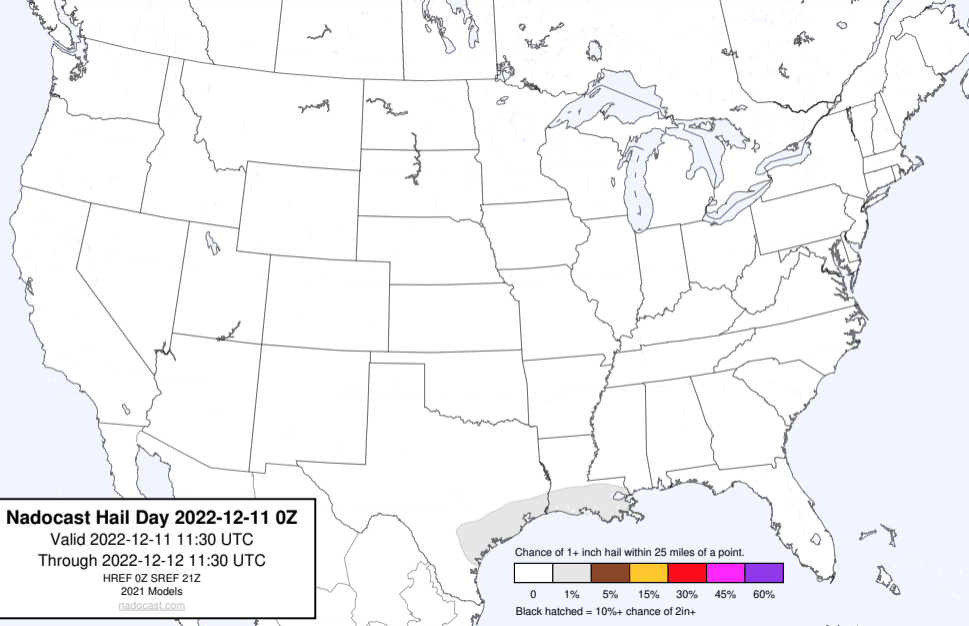 Nadocast Hail Day 2022-12-11 0Z
Valid 2022-12-11 11:30 UTC
Through 2022-12-12 11:30 UTC
HREF 0Z SREF 21Z
2021 Models
nadocast.com
Chance of 1+ inch hail within 25 miles of a point.
0 1% 5% 15% 30% 45% 60%
Black hatched = 10%+ chance of 2in+